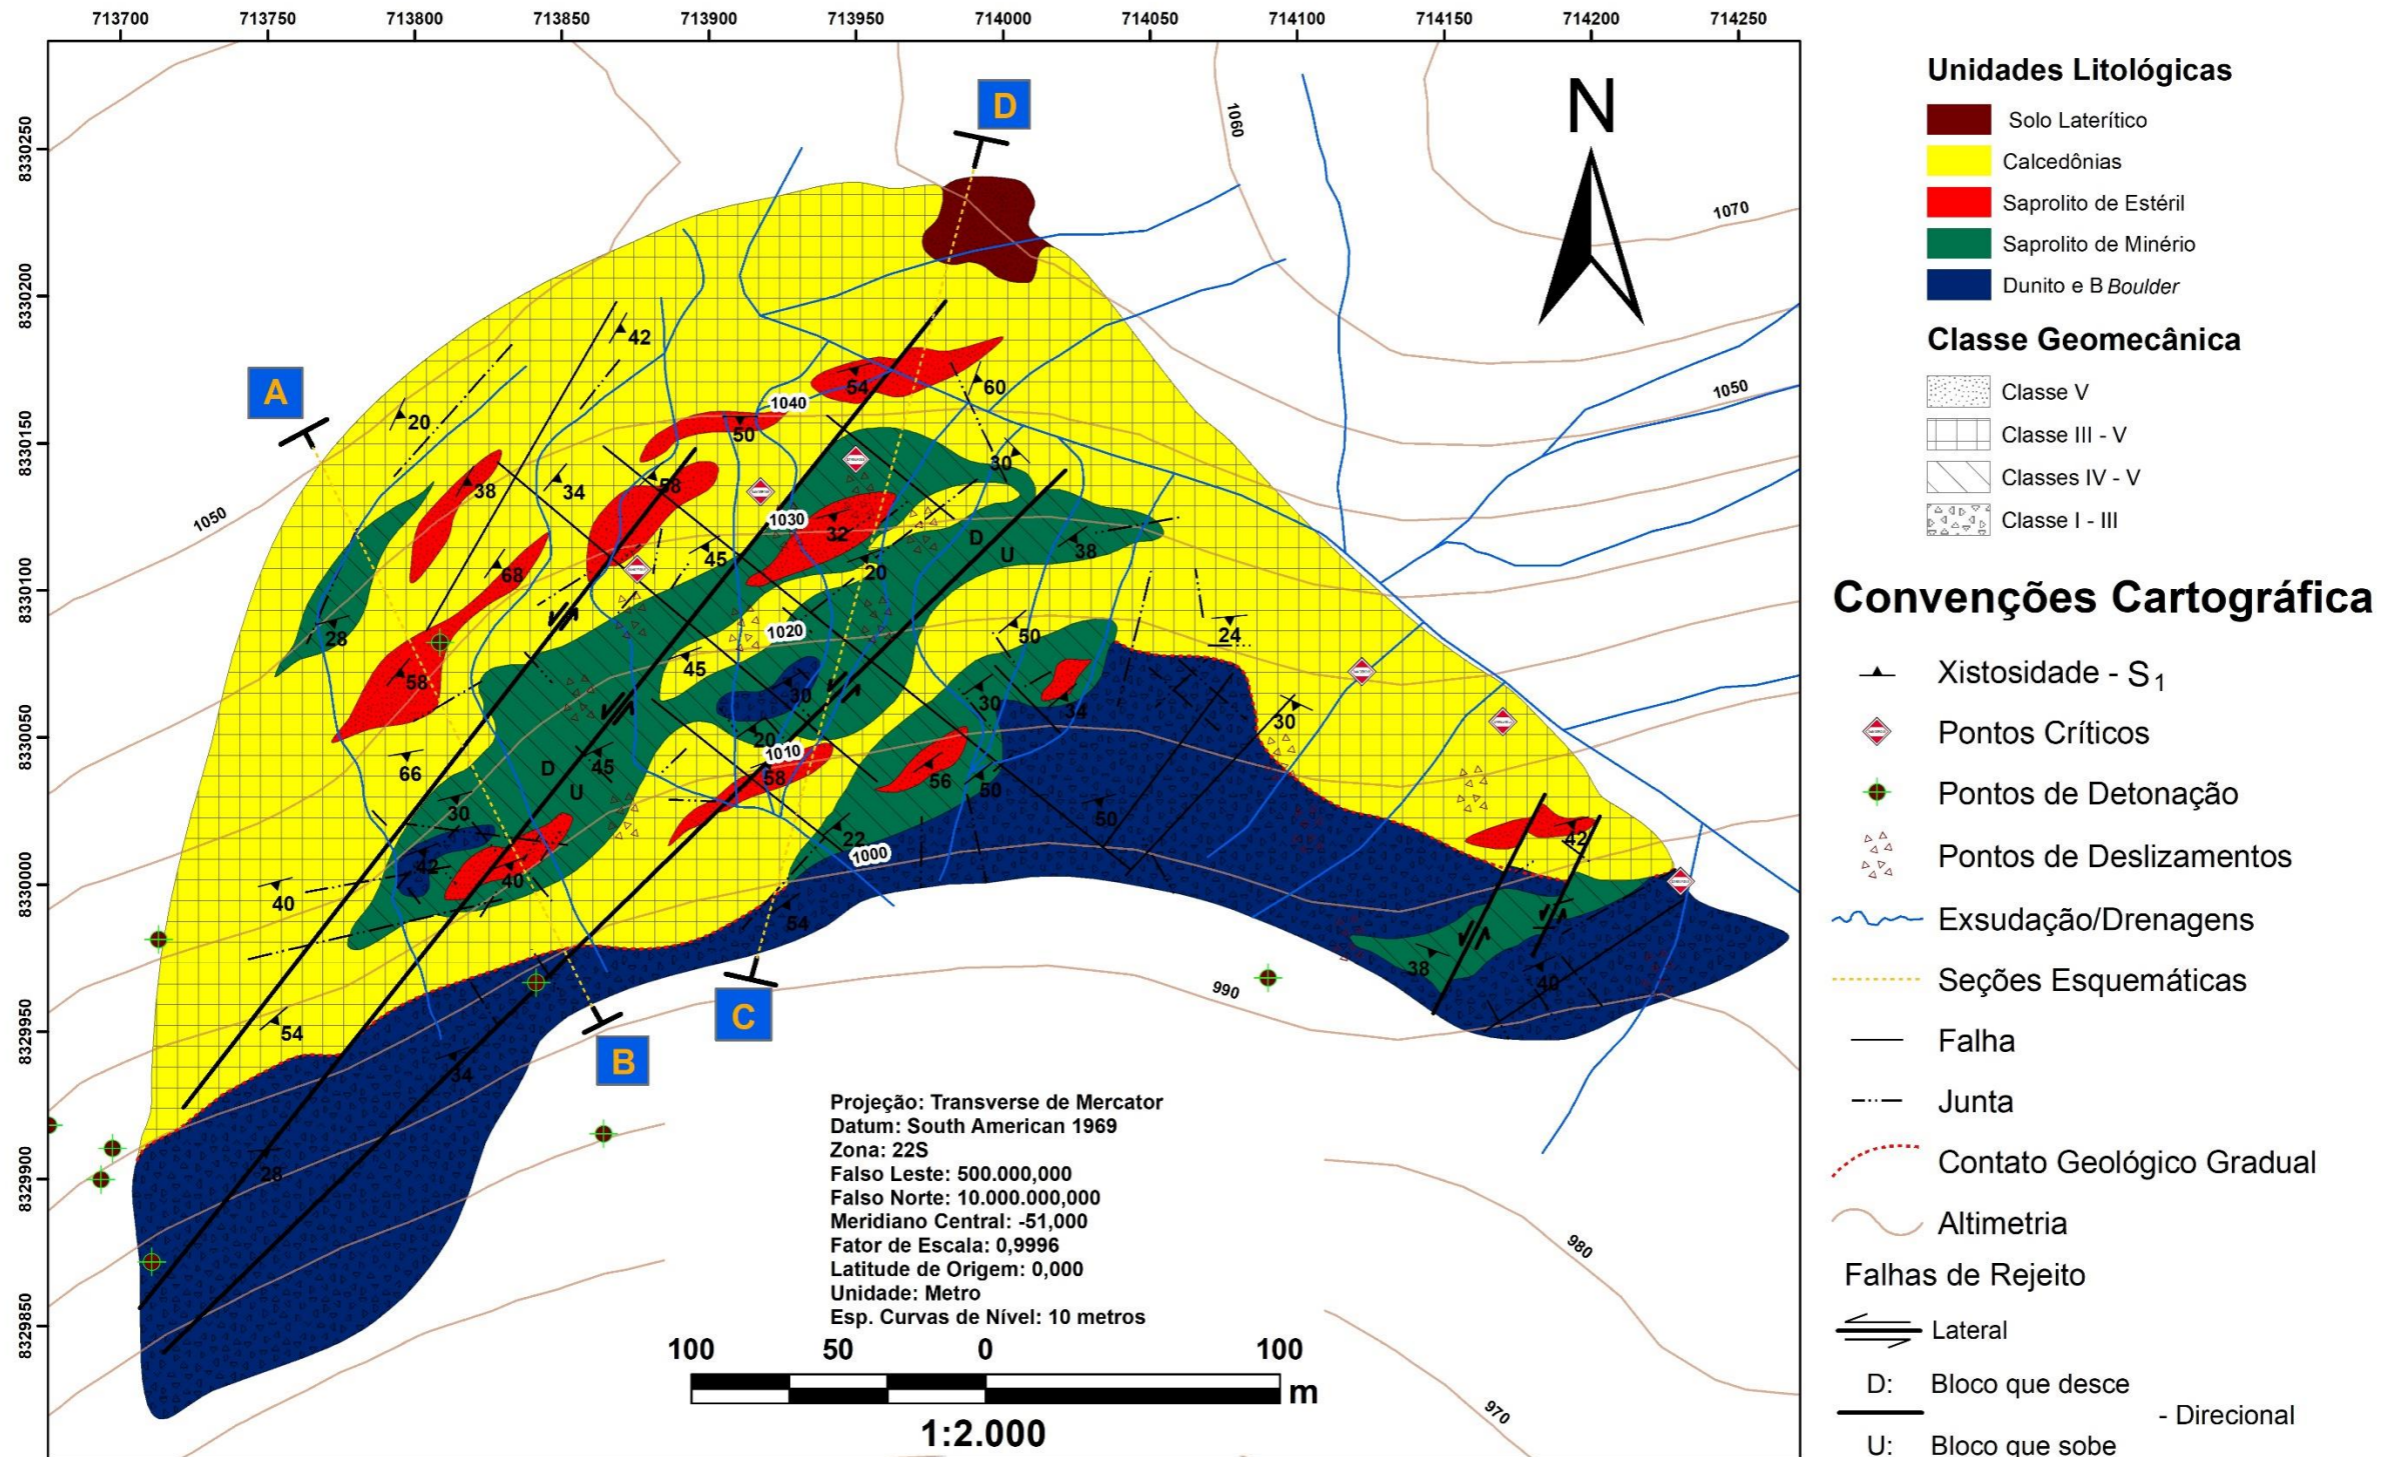 713700 713750 713800 713850 713900 713950 714000 714050 714100 714150 714200 714250
8330250
8330200
8330150
8330100
8330050
8330000
8329950
8329900
8329850
D
N
1060
1070
A
42
20
54
60
1040
50
1050
1050
38
34
58
30
1030
32
D
U
45
20
38
68
28
1020
50
24
45
58
30
30
34
30
20
1010
66
D
45
58
56
50
U
30
50
22
42
42
40
1000
40
54
38
40
990
54
C
B
34
28
980
970
Projeção: Transverse de Mercator
Datum: South American 1969
Zona: 22S
Falso Leste: 500.000,000
Falso Norte: 10.000.000,000
Meridiano Central: -51,000
Fator de Escala: 0,9996
Latitude de Origem: 0,000
Unidade: Metro
Esp. Curvas de Nível: 10 metros
100 50 0 100
m
1:2.000
Unidades Litológicas
Solo Laterítico
Calcedônias
Saprolito de Estéril
Saprolito de Minério
Dunito e B Boulder
Classe Geomecânica
Classe V
Classe III - V
Classes IV - V
Classe I - III
Convenções Cartográfica
Xistosidade - S1
Pontos Críticos
Pontos de Detonação
Pontos de Deslizamentos
Exsudação/Drenagens
Seções Esquemáticas
Falha
Junta
Contato Geológico Gradual
Altimetria
Falhas de Rejeito
Lateral
D: Bloco que desce
- Direcional
U: Bloco que sobe